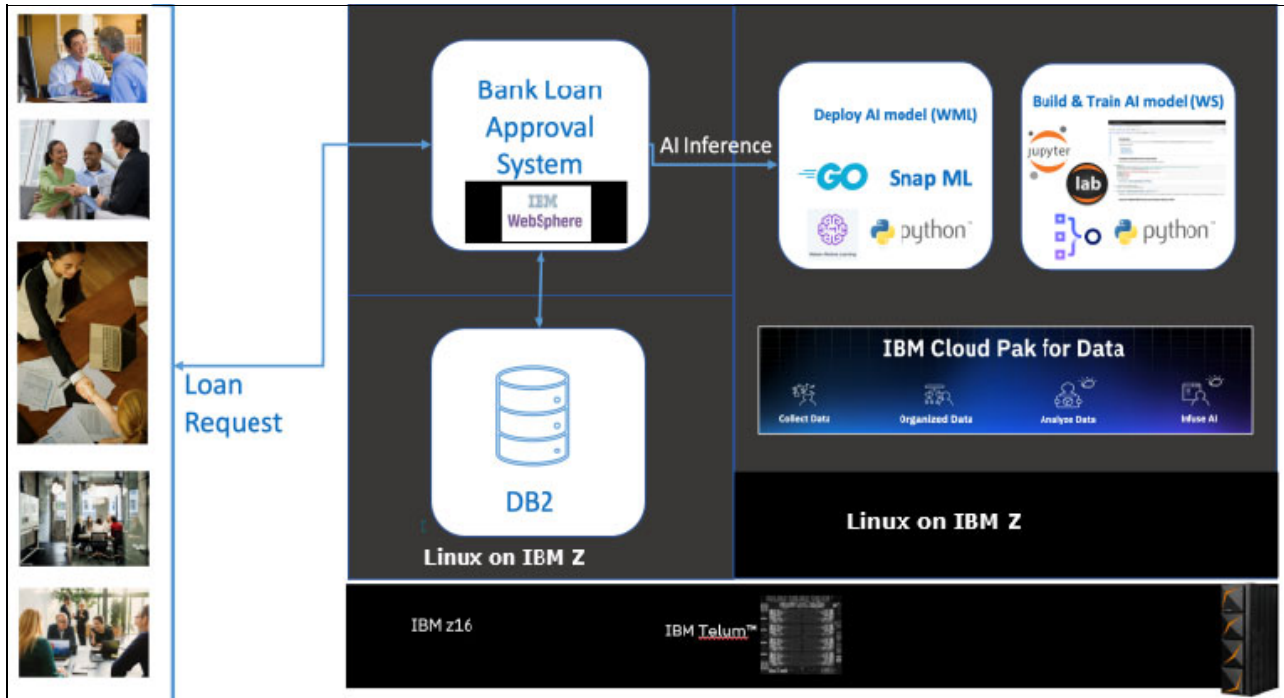 Bank Loan
Approval
System
IBM
WebSphere
AI Inference
Deploy AI model (WML)
GO
Snap ML
python™
Build & Train AI model (WS)
jupyter
lab
python™
Loan
Request
DB2
Linux on IBM Z
IBM Cloud Pak for Data
Collect Data
Organized Data
Analyze Data
Infuse AI
Linux on IBM Z
IBM z16
IBM Telum™